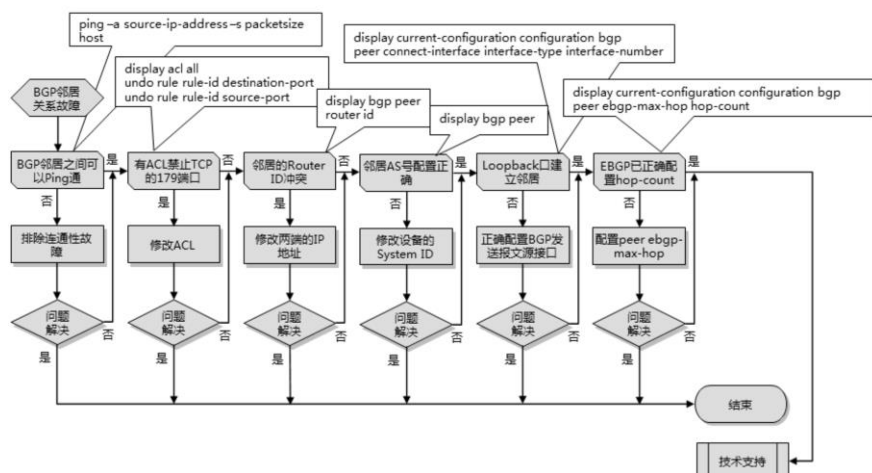 ping –a source-ip-address –s packetsize
host
display acl all
undo rule rule-id destination-port
undo rule rule-id source-port
display bgp peer
router id
display bgp peer
display current-configuration configuration bgp
peer connect-interface interface-type interface-number
display current-configuration configuration bgp
peer ebgp-max-hop hop-count
BGP邻居
关系故障
BGP邻居之间可
以Ping通
是
有ACL禁止TCP
的179端口
否
邻居的Router
ID冲突
否
邻居AS号配置正
确
是
Loopback口建
立邻居
是
EBGP已正确配
置hop-count
是
否
是
是
否
否
否
排除连通性故
障
修改ACL
修改两端的IP
地址
修改设备的
System ID
正确配置BGP发
送报文源接口
配置peer ebgp-
max-hop
问题
解决
否
问题
解决
否
问题
解决
否
问题
解决
否
问题
解决
否
问题
解决
否
是
是
是
是
是
是
结束
技术支持